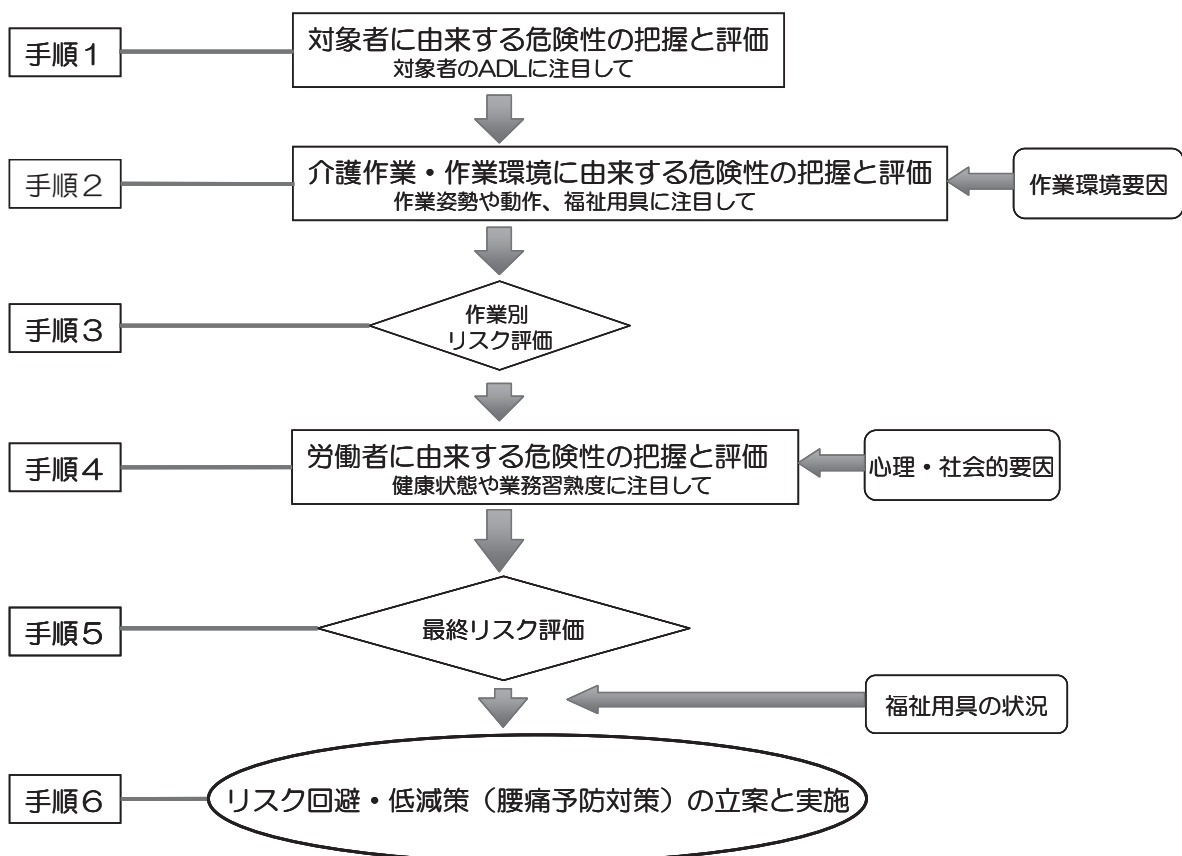 手順1
対象者に由来する危険性の把握と評価
対象者のADLに注目して
手順2
介護作業・作業環境に由来する危険性の把握と評価
作業姿勢や動作、福祉用具に注目して
作業環境要因
手順3
作業別
リスク評価
手順4
労働者に由来する危険性の把握と評価
健康状態や業務習熟度に注目して
心理・社会的要因
手順5
最終リスク評価
福祉用具の状況
手順6
リスク回避・低減策（腰痛予防対策）の立案と実施